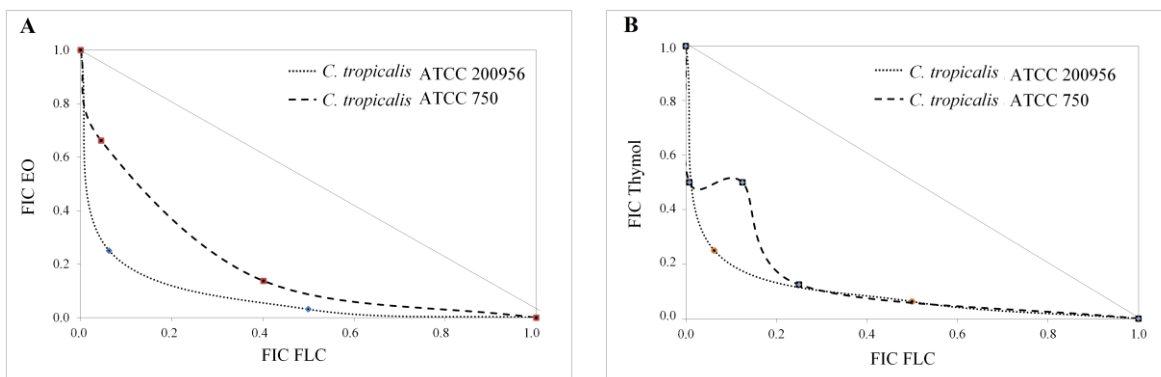 A
1.0
0.8
0.6
0.4
0.2
0.0
FIC EO
C. tropicalis ATCC 200956
C. tropicalis ATCC 750
0.0 0.2 0.4 0.6 0.8 1.0
FIC FLC
B
1.0
0.8
0.6
0.4
0.2
0.0
FIC Thymol
C. tropicalis ATCC 200956
C. tropicalis ATCC 750
0.0 0.2 0.4 0.6 0.8 1.0
FIC FLC